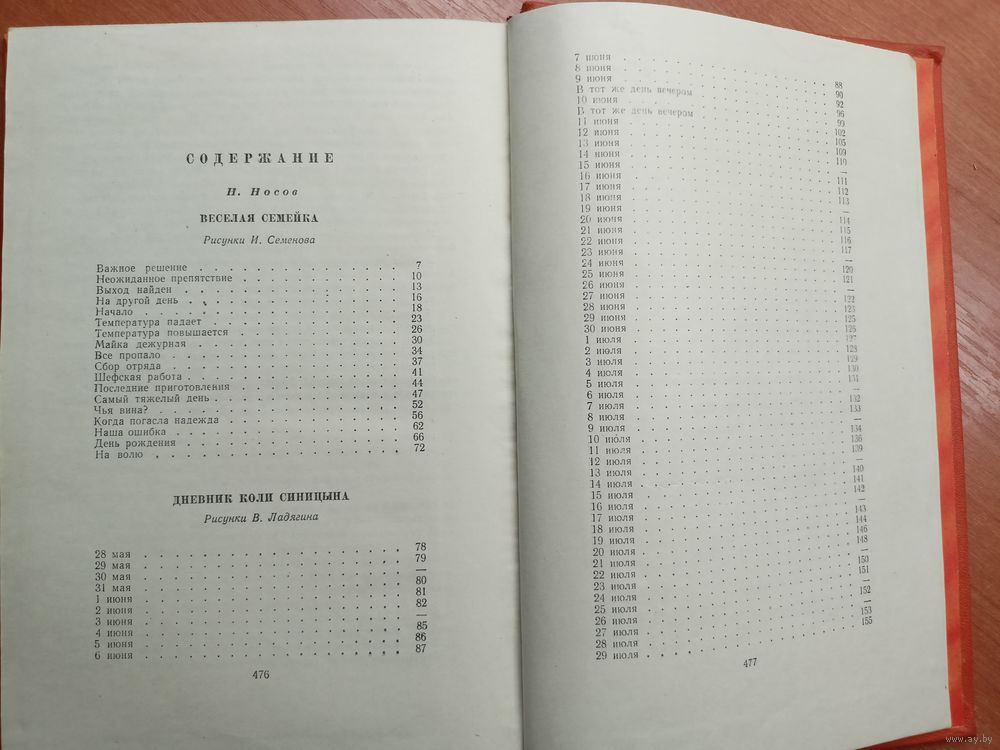 СОДЕРЖАНИЕ
Н. Носов
ВЕСЕЛАЯ СЕМЕЙКА
Рисунки И. Семенова
Важное решение 7
Неожиданное препятствие 10
Выход найден 13
На другой день 16
Начало 18
Температура падает 23
Температура повышается 26
Майка дежурная 30
Все пропало 34
Сбор отряда 37
Шефская работа 41
Последние приготовления 44
Самый тяжелый день 47
Чья вина? 52
Когда погасла надежда 56
Наша ошибка 62
День рождения 66
На волю 72
ДНЕВНИК КОЛИ СИНИЦЫНА
Рисунки В. Ладягина
28 мая 78
29 мая 79
30 мая —
31 мая 80
1 июня 81
2 июня 82
3 июня —
4 июня 85
5 июня 86
6 июня 87
476
7 июня 88
8 июня 90
9 июня 92
В тот же день вечером 96
10 июня 99
В тот же день вечером 102
11 июня 105
12 июня 109
13 июня 110
14 июня —
15 июня 111
16 июня 112
17 июня 113
18 июня —
19 июня 114
20 июня 115
21 июня 116
22 июня 117
23 июня —
24 июня 120
25 июня 121
26 июня —
27 июня 122
28 июня 123
29 июня 125
30 июня 126
1 июля 127
2 июля 128
3 июля 129
4 июля 130
5 июля 131
6 июля —
7 июля 132
8 июля 133
9 июля —
10 июля 134
11 июля 136
12 июля 139
13 июля —
14 июля 140
15 июля 141
16 июля 142
17 июля —
18 июля 143
19 июля 144
20 июля 146
21 июля 148
22 июля —
23 июля 150
24 июля 151
25 июля —
26 июля 152
27 июля —
28 июля 153
29 июля 155
477
www.ay.by